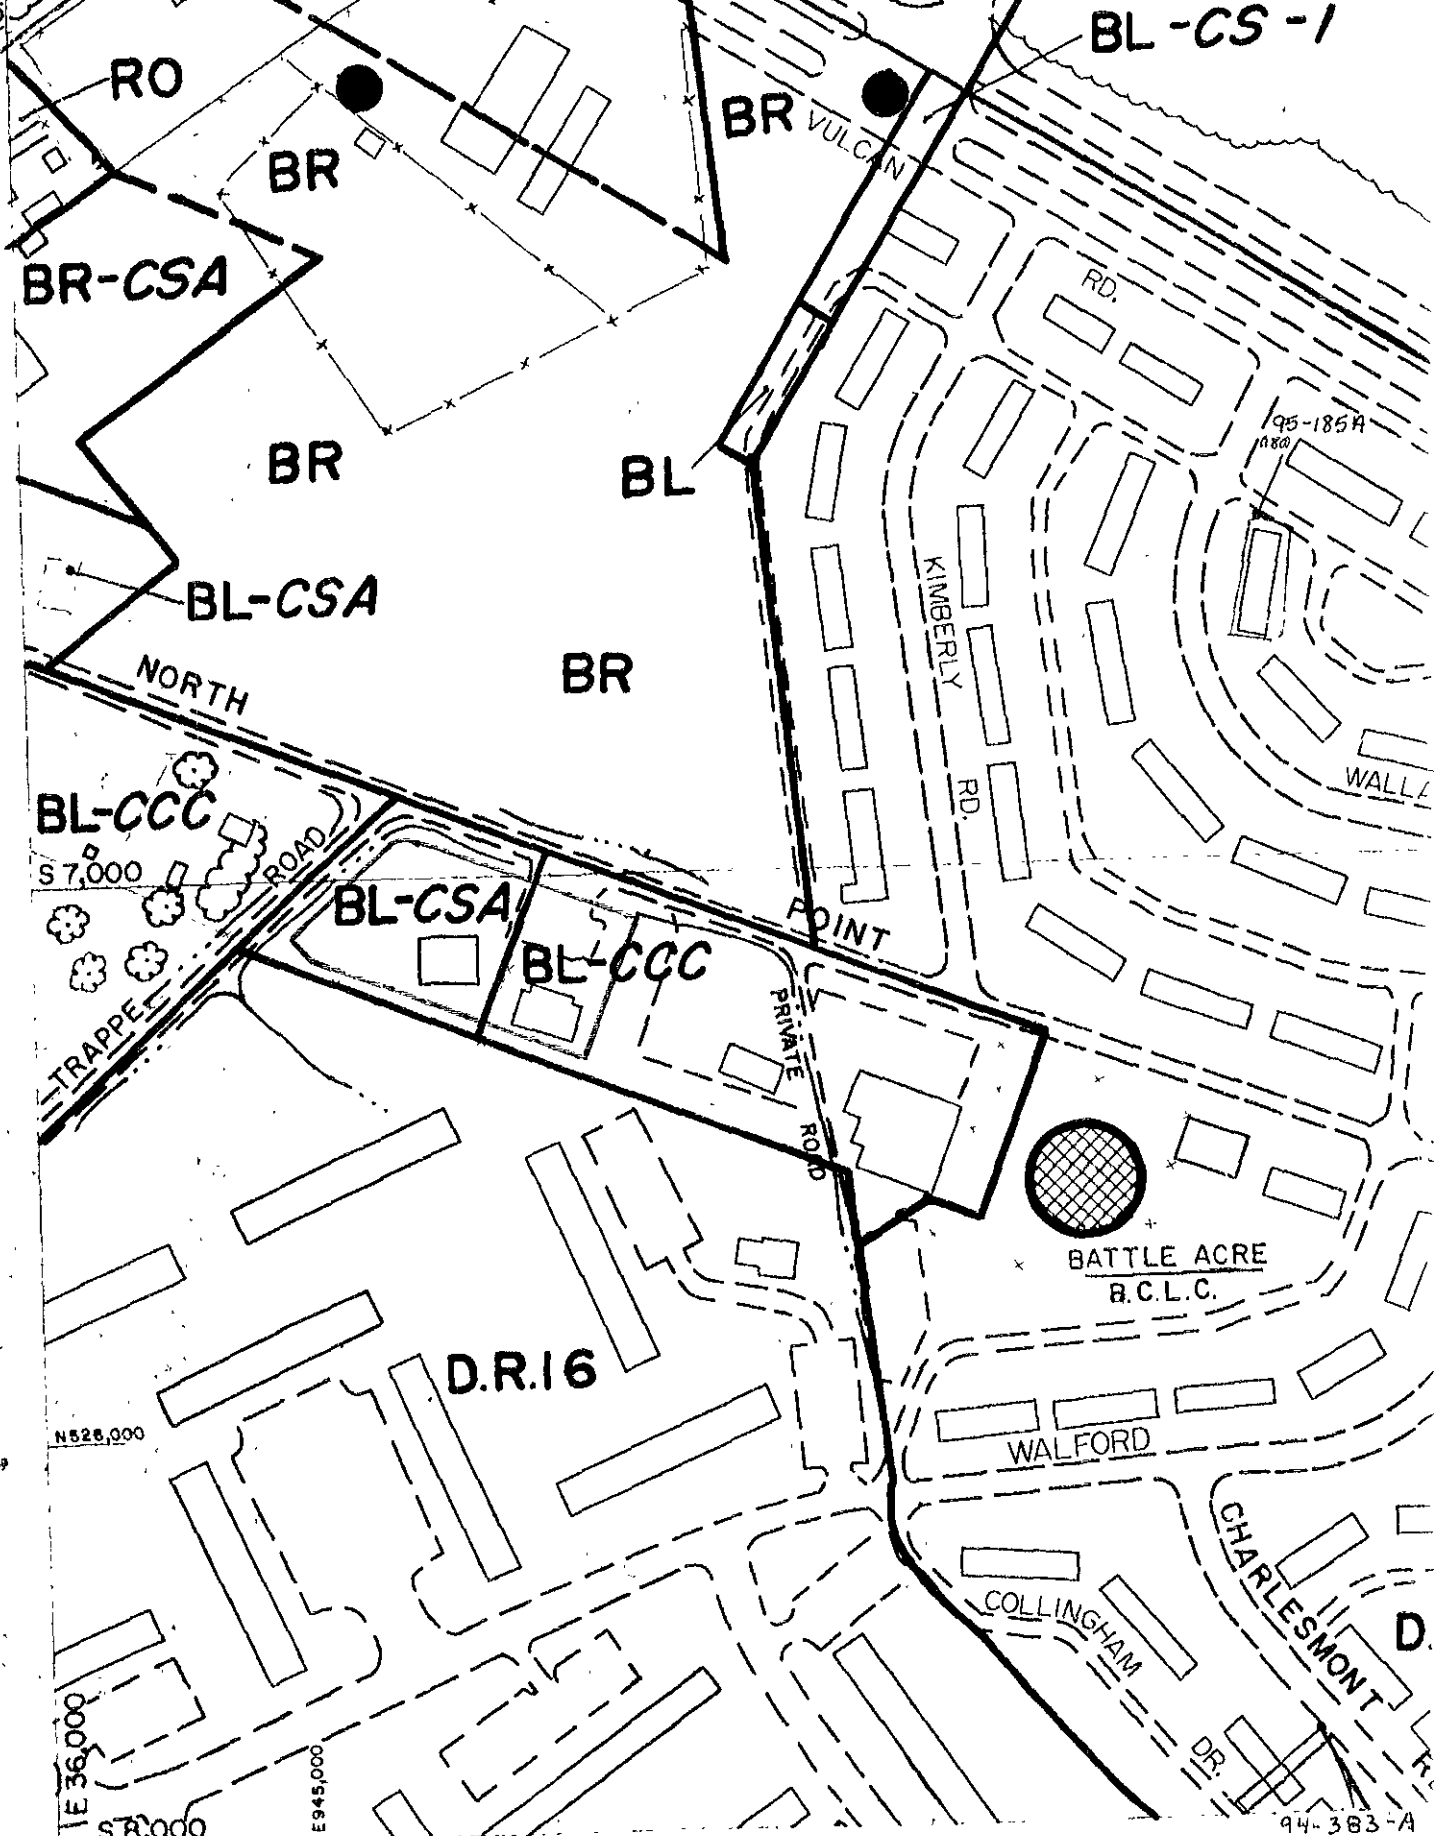 BL-CS-1
RO
BR
VULCAN
BR
BR-CSA
RD.
95-185A
BR
BL
BL-CSA
KIMBERLY
RD.
NORTH
BR
WALLA
BL-CCC
ROAD
S 7,000
BL-CSA
POINT
BL-CCC
TRAPPE
PRIVATE
ROAD
BATTLE ACRE
B.C.L.C.
D.R.16
N528,000
WALFORD
CHARLESMONT
COLLINGHAM
D.
DR.
E 36,000
E945,000
S 8,000
94-383-A